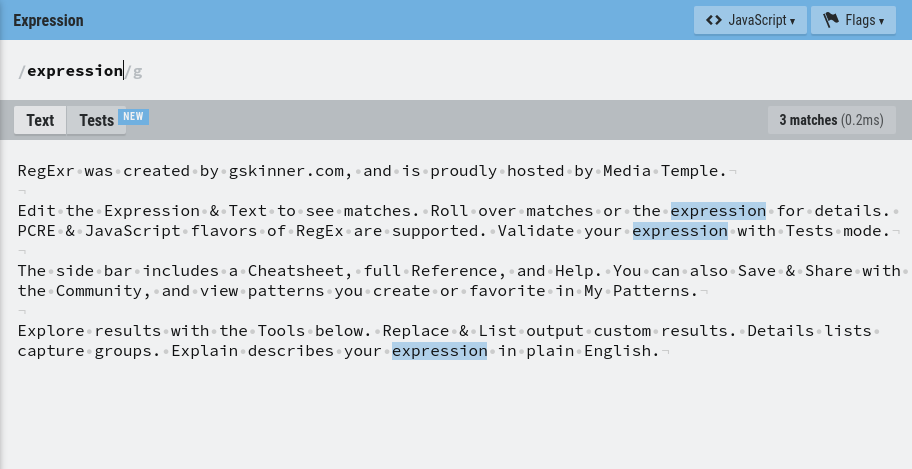 Expression
JavaScript ▾
Flags ▾
/expression/g
Text
Tests
NEW
3 matches (0.2ms)
RegExr was created by gskinner.com, and is proudly hosted by Media Temple.
Edit the Expression & Text to see matches. Roll over matches or the expression for details.
PCRE & JavaScript flavors of RegEx are supported. Validate your expression with Tests mode.
The side bar includes a Cheatsheet, full Reference, and Help. You can also Save & Share with
the Community, and view patterns you create or favorite in My Patterns.
Explore results with the Tools below. Replace & List output custom results. Details lists
capture groups. Explain describes your expression in plain English.